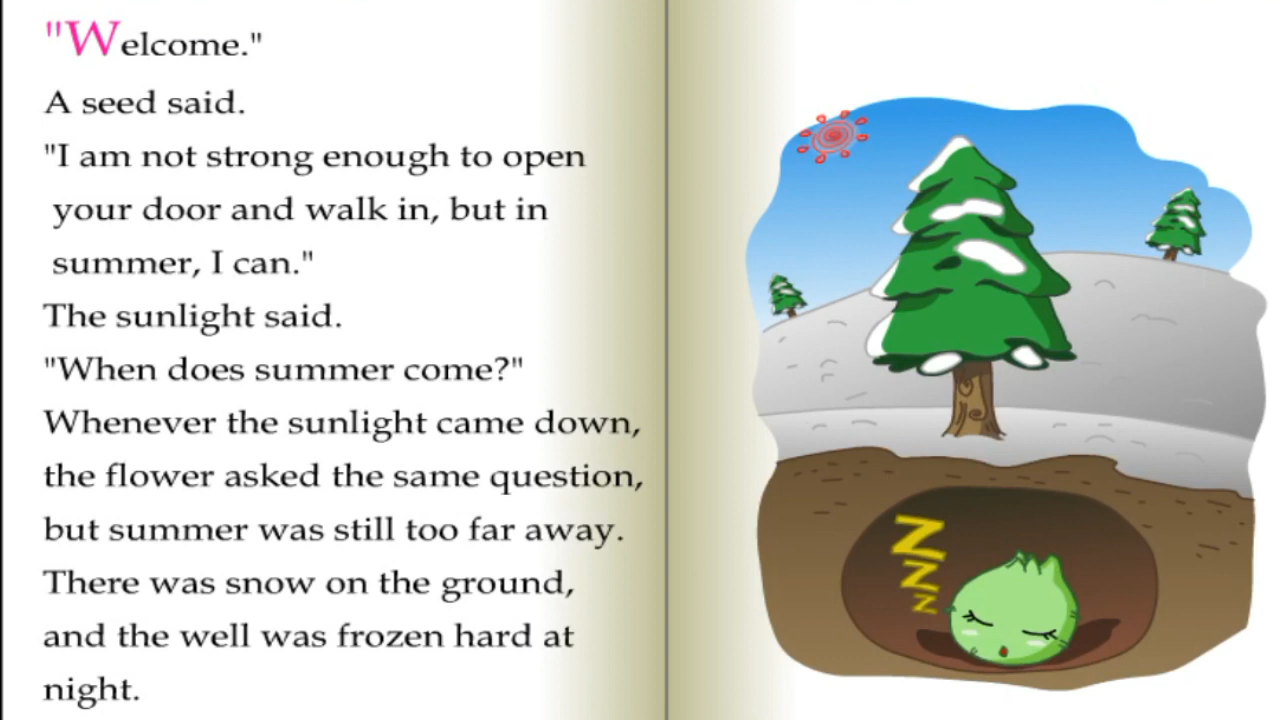 "Welcome."
A seed said.
"I am not strong enough to open
your door and walk in, but in
summer, I can."
The sunlight said.
"When does summer come?"
Whenever the sunlight came down,
the flower asked the same question,
but summer was still too far away.
There was snow on the ground,
and the well was frozen hard at
night.
Z
Z
Z